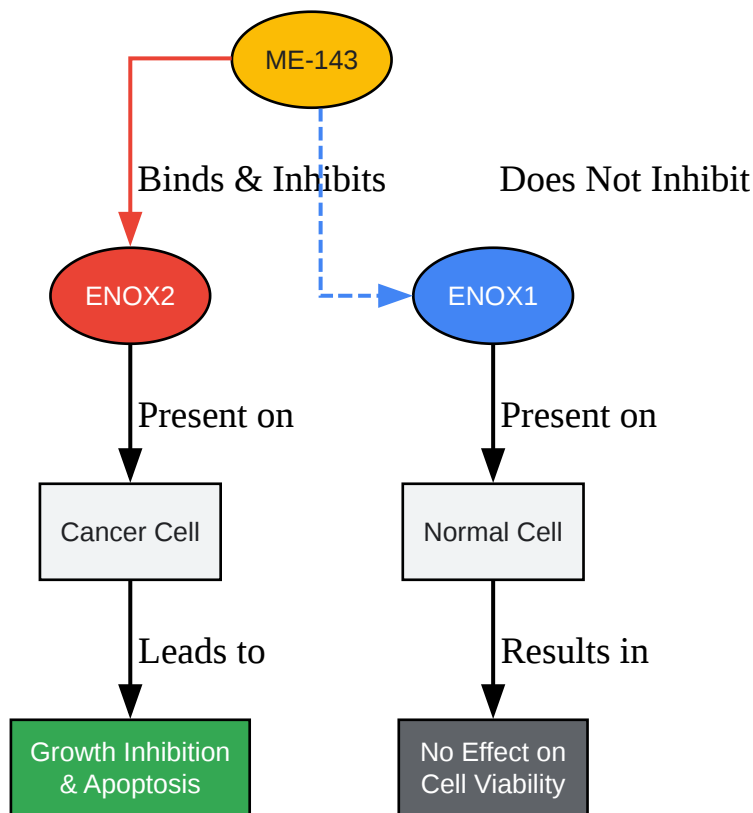 ME-143
Binds & Inhibits
Does Not Inhibit
ENOX2
ENOX1
Present on
Present on
Cancer Cell
Normal Cell
Leads to
Results in
Growth Inhibition
& Apoptosis
No Effect on
Cell Viability